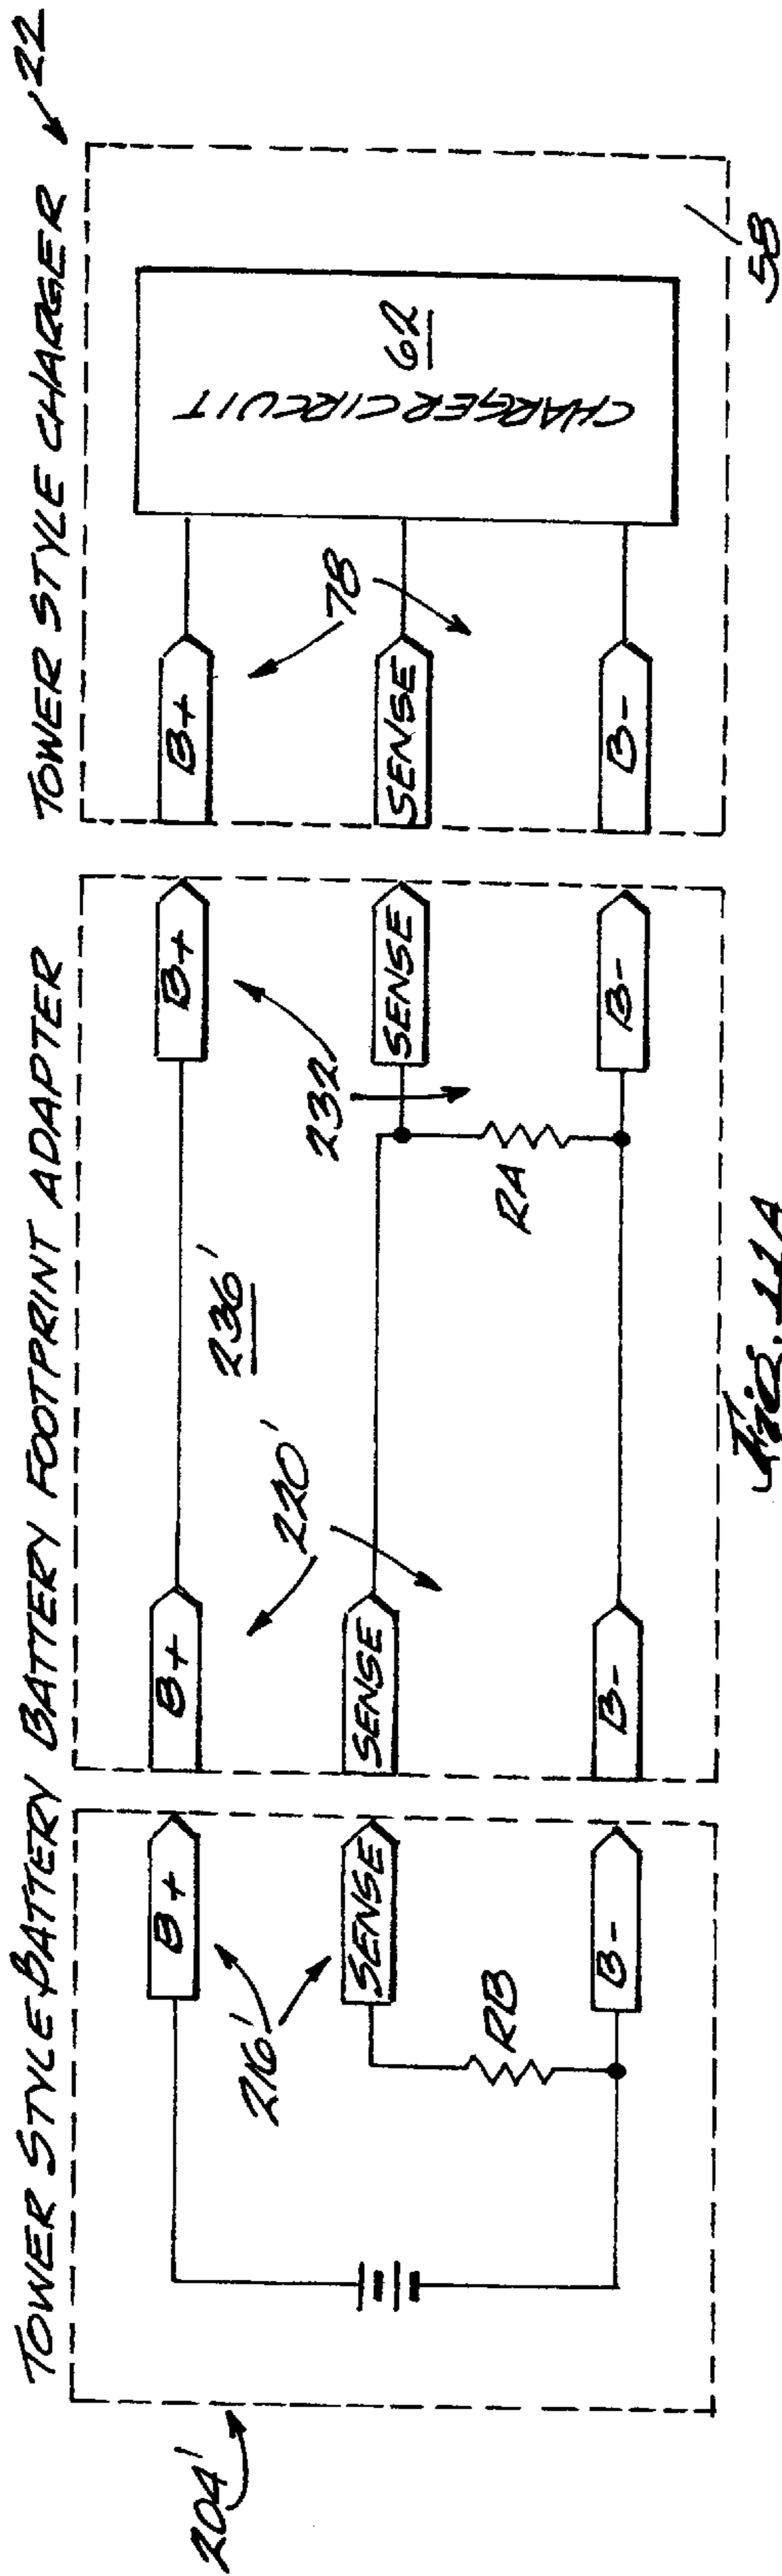 TOWER STYLE BATTERY
BATTERY FOOTPRINT ADAPTER
TOWER STYLE CHARGER
22
204'
216'
B+
SENSE
B-
RB
220'
B+
SENSE
B-
236'
232
RA
B+
SENSE
B-
78
B+
SENSE
B-
CHARGER CIRCUIT
62
58
Fig. 11A